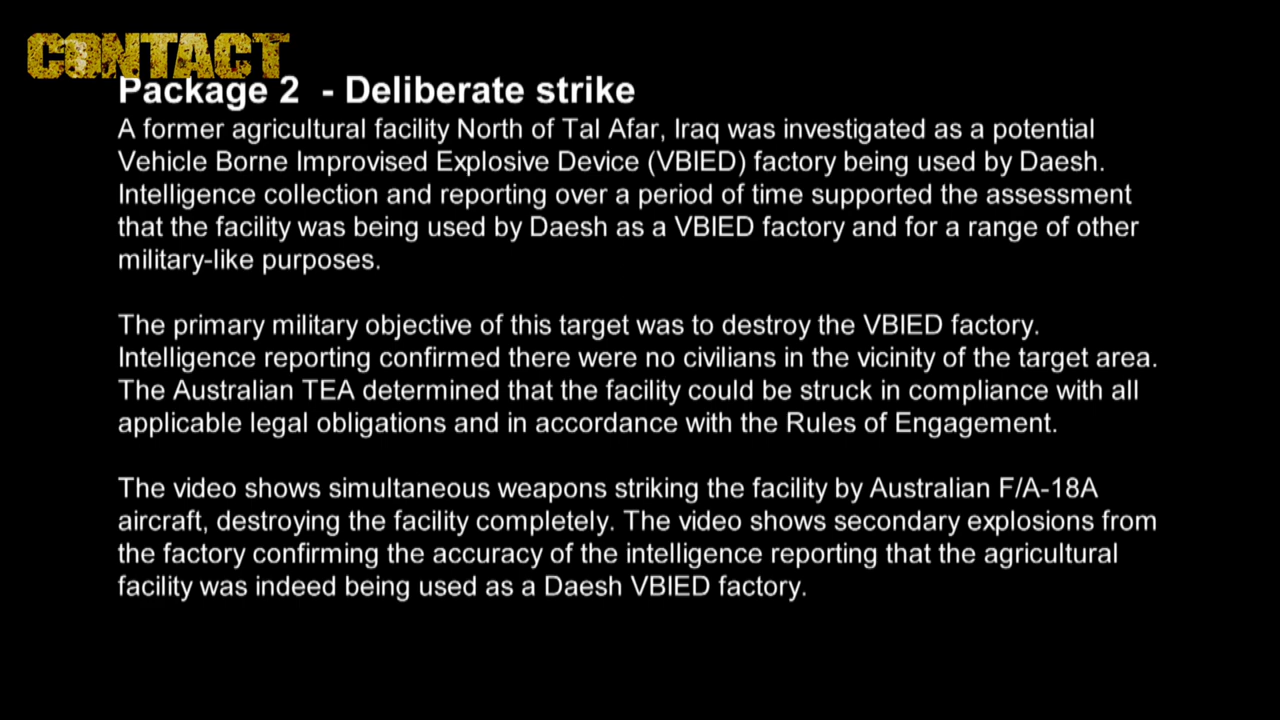 CONTACT
Package 2 - Deliberate strike
A former agricultural facility North of Tal Afar, Iraq was investigated as a potential
Vehicle Borne Improvised Explosive Device (VBIED) factory being used by Daesh.
Intelligence collection and reporting over a period of time supported the assessment
that the facility was being used by Daesh as a VBIED factory and for a range of other
military-like purposes.
The primary military objective of this target was to destroy the VBIED factory.
Intelligence reporting confirmed there were no civilians in the vicinity of the target area.
The Australian TEA determined that the facility could be struck in compliance with all
applicable legal obligations and in accordance with the Rules of Engagement.
The video shows simultaneous weapons striking the facility by Australian F/A-18A
aircraft, destroying the facility completely. The video shows secondary explosions from
the factory confirming the accuracy of the intelligence reporting that the agricultural
facility was indeed being used as a Daesh VBIED factory.